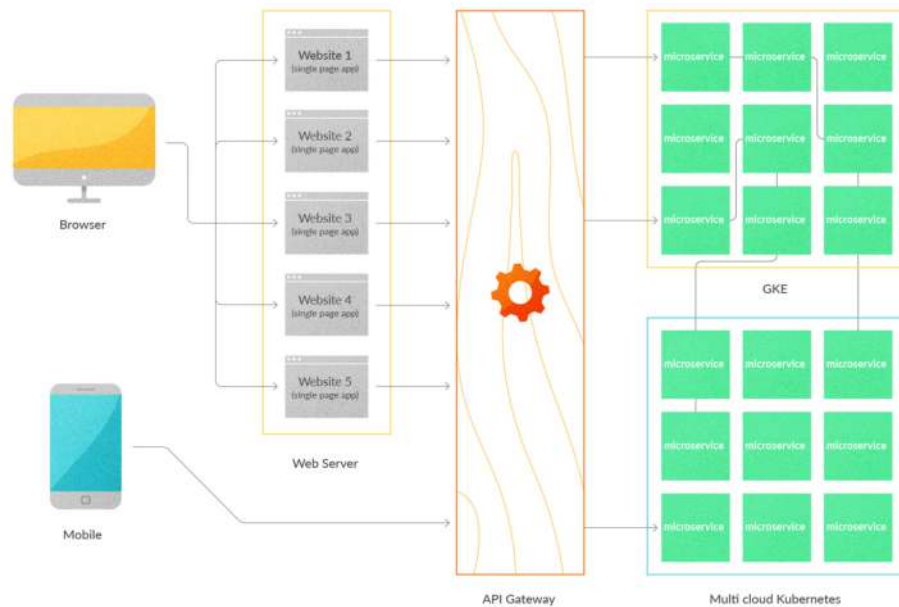 Website 1
(single page app)
Website 2
(single page app)
Website 3
(single page app)
Website 4
(single page app)
Website 5
(single page app)
Browser
Mobile
Web Server
API Gateway
microservice microservice microservice
microservice microservice microservice
microservice microservice microservice
GKE
microservice microservice microservice
microservice microservice microservice
microservice microservice microservice
Multi cloud Kubernetes